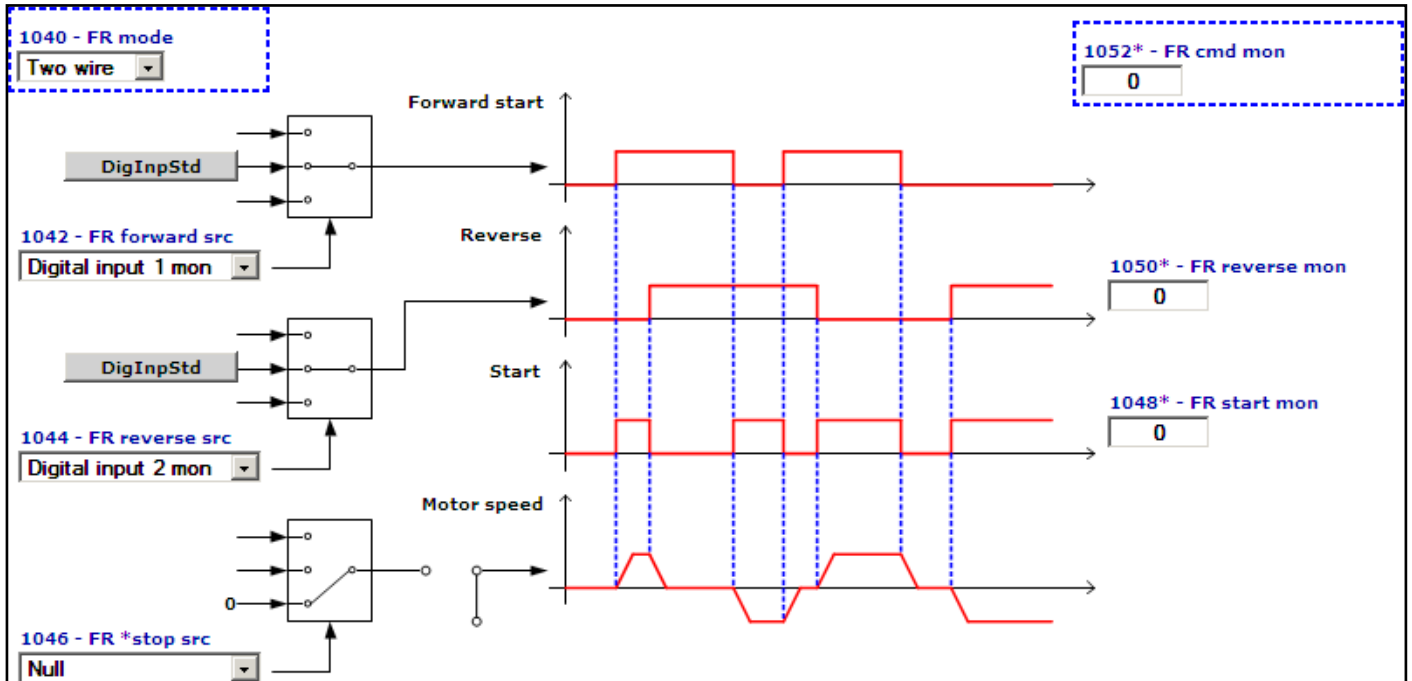 1040 - FR mode
Two wire
1052* - FR cmd mon
0
Forward start
DigInpStd
1042 - FR forward src
Digital input 1 mon
Reverse
1050* - FR reverse mon
0
DigInpStd
Start
1048* - FR start mon
0
1044 - FR reverse src
Digital input 2 mon
Motor speed
0
1046 - FR *stop src
Null